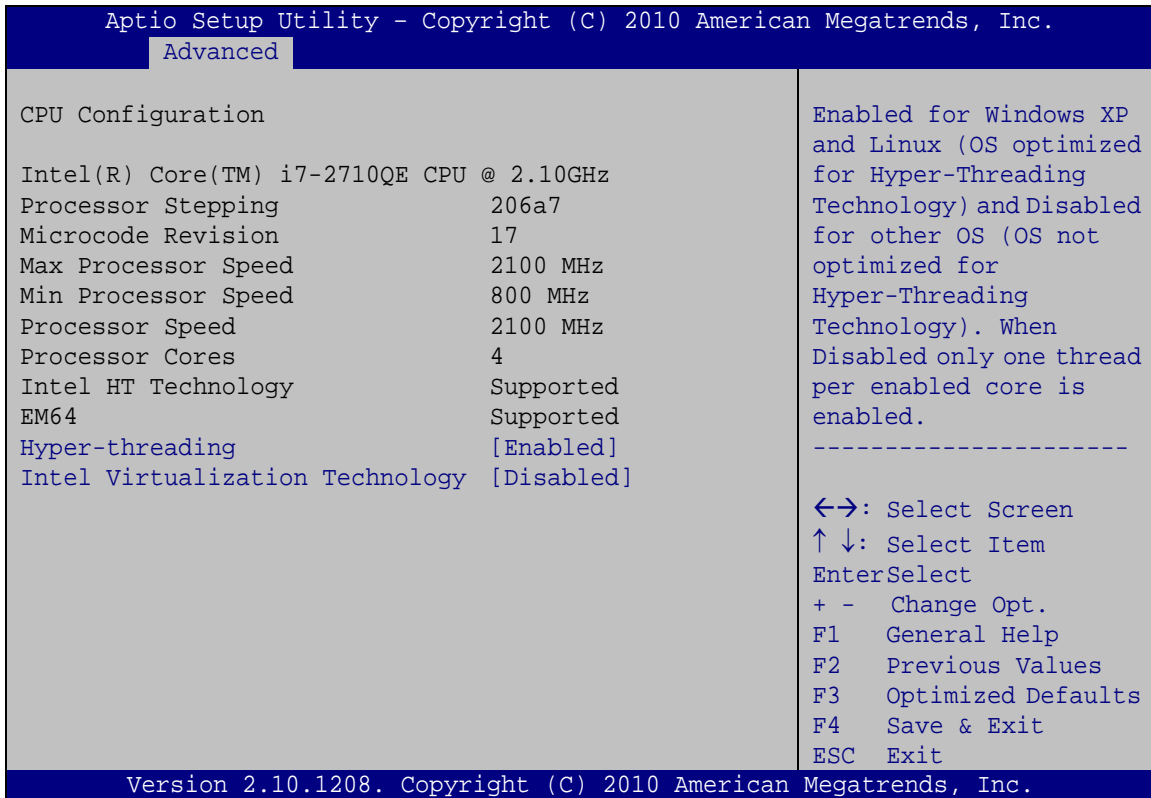 Aptio Setup Utility – Copyright (C) 2010 American Megatrends, Inc.
Advanced
CPU Configuration
Intel(R) Core(TM) i7-2710QE CPU @ 2.10GHz
Processor Stepping 206a7
Microcode Revision 17
Max Processor Speed 2100 MHz
Min Processor Speed 800 MHz
Processor Speed 2100 MHz
Processor Cores 4
Intel HT Technology Supported
EM64 Supported
Hyper-threading [Enabled]
Intel Virtualization Technology [Disabled]
Enabled for Windows XP
and Linux (OS optimized
for Hyper-Threading
Technology) and Disabled
for other OS (OS not
optimized for
Hyper-Threading
Technology). When
Disabled only one thread
per enabled core is
enabled.
----------------------
←→: Select Screen
↑ ↓: Select Item
EnterSelect
+ - Change Opt.
F1 General Help
F2 Previous Values
F3 Optimized Defaults
F4 Save & Exit
ESC Exit
Version 2.10.1208. Copyright (C) 2010 American Megatrends, Inc.